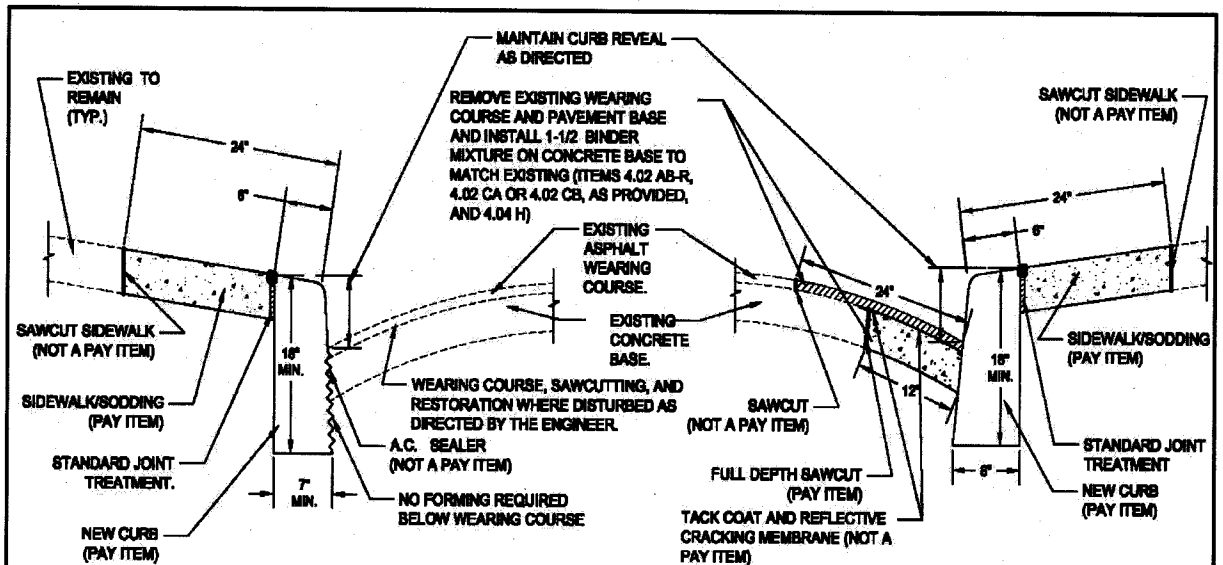 MAINTAIN CURB REVEAL
AS DIRECTED
EXISTING TO
REMAIN
(TYP.)
REMOVE EXISTING WEARING
COURSE AND PAVEMENT BASE
AND INSTALL 1-1/2 BINDER
MIXTURE ON CONCRETE BASE TO
MATCH EXISTING (ITEMS 4.02 AB-R,
4.02 CA OR 4.02 CB, AS PROVIDED,
AND 4.04 H)
SAWCUT SIDEWALK
(NOT A PAY ITEM)
24"
6"
24"
6"
EXISTING
ASPHALT
WEARING
COURSE.
24"
EXISTING
CONCRETE
BASE.
SAWCUT SIDEWALK
(NOT A PAY ITEM)
18"
MIN.
SIDEWALK/SODDING
(PAY ITEM)
18"
MIN.
12"
WEARING COURSE, SAWCUTTING, AND
RESTORATION WHERE DISTURBED AS
DIRECTED BY THE ENGINEER.
SIDEWALK/SODDING
(PAY ITEM)
SAWCUT
(NOT A PAY ITEM)
A.C. SEALER
(NOT A PAY ITEM)
STANDARD JOINT
TREATMENT.
STANDARD JOINT
TREATMENT
FULL DEPTH SAWCUT
(PAY ITEM)
7"
MIN.
NO FORMING REQUIRED
BELOW WEARING COURSE
NEW CURB
(PAY ITEM)
TACK COAT AND REFLECTIVE
CRACKING MEMBRANE (NOT A
PAY ITEM)
NEW CURB
(PAY ITEM)